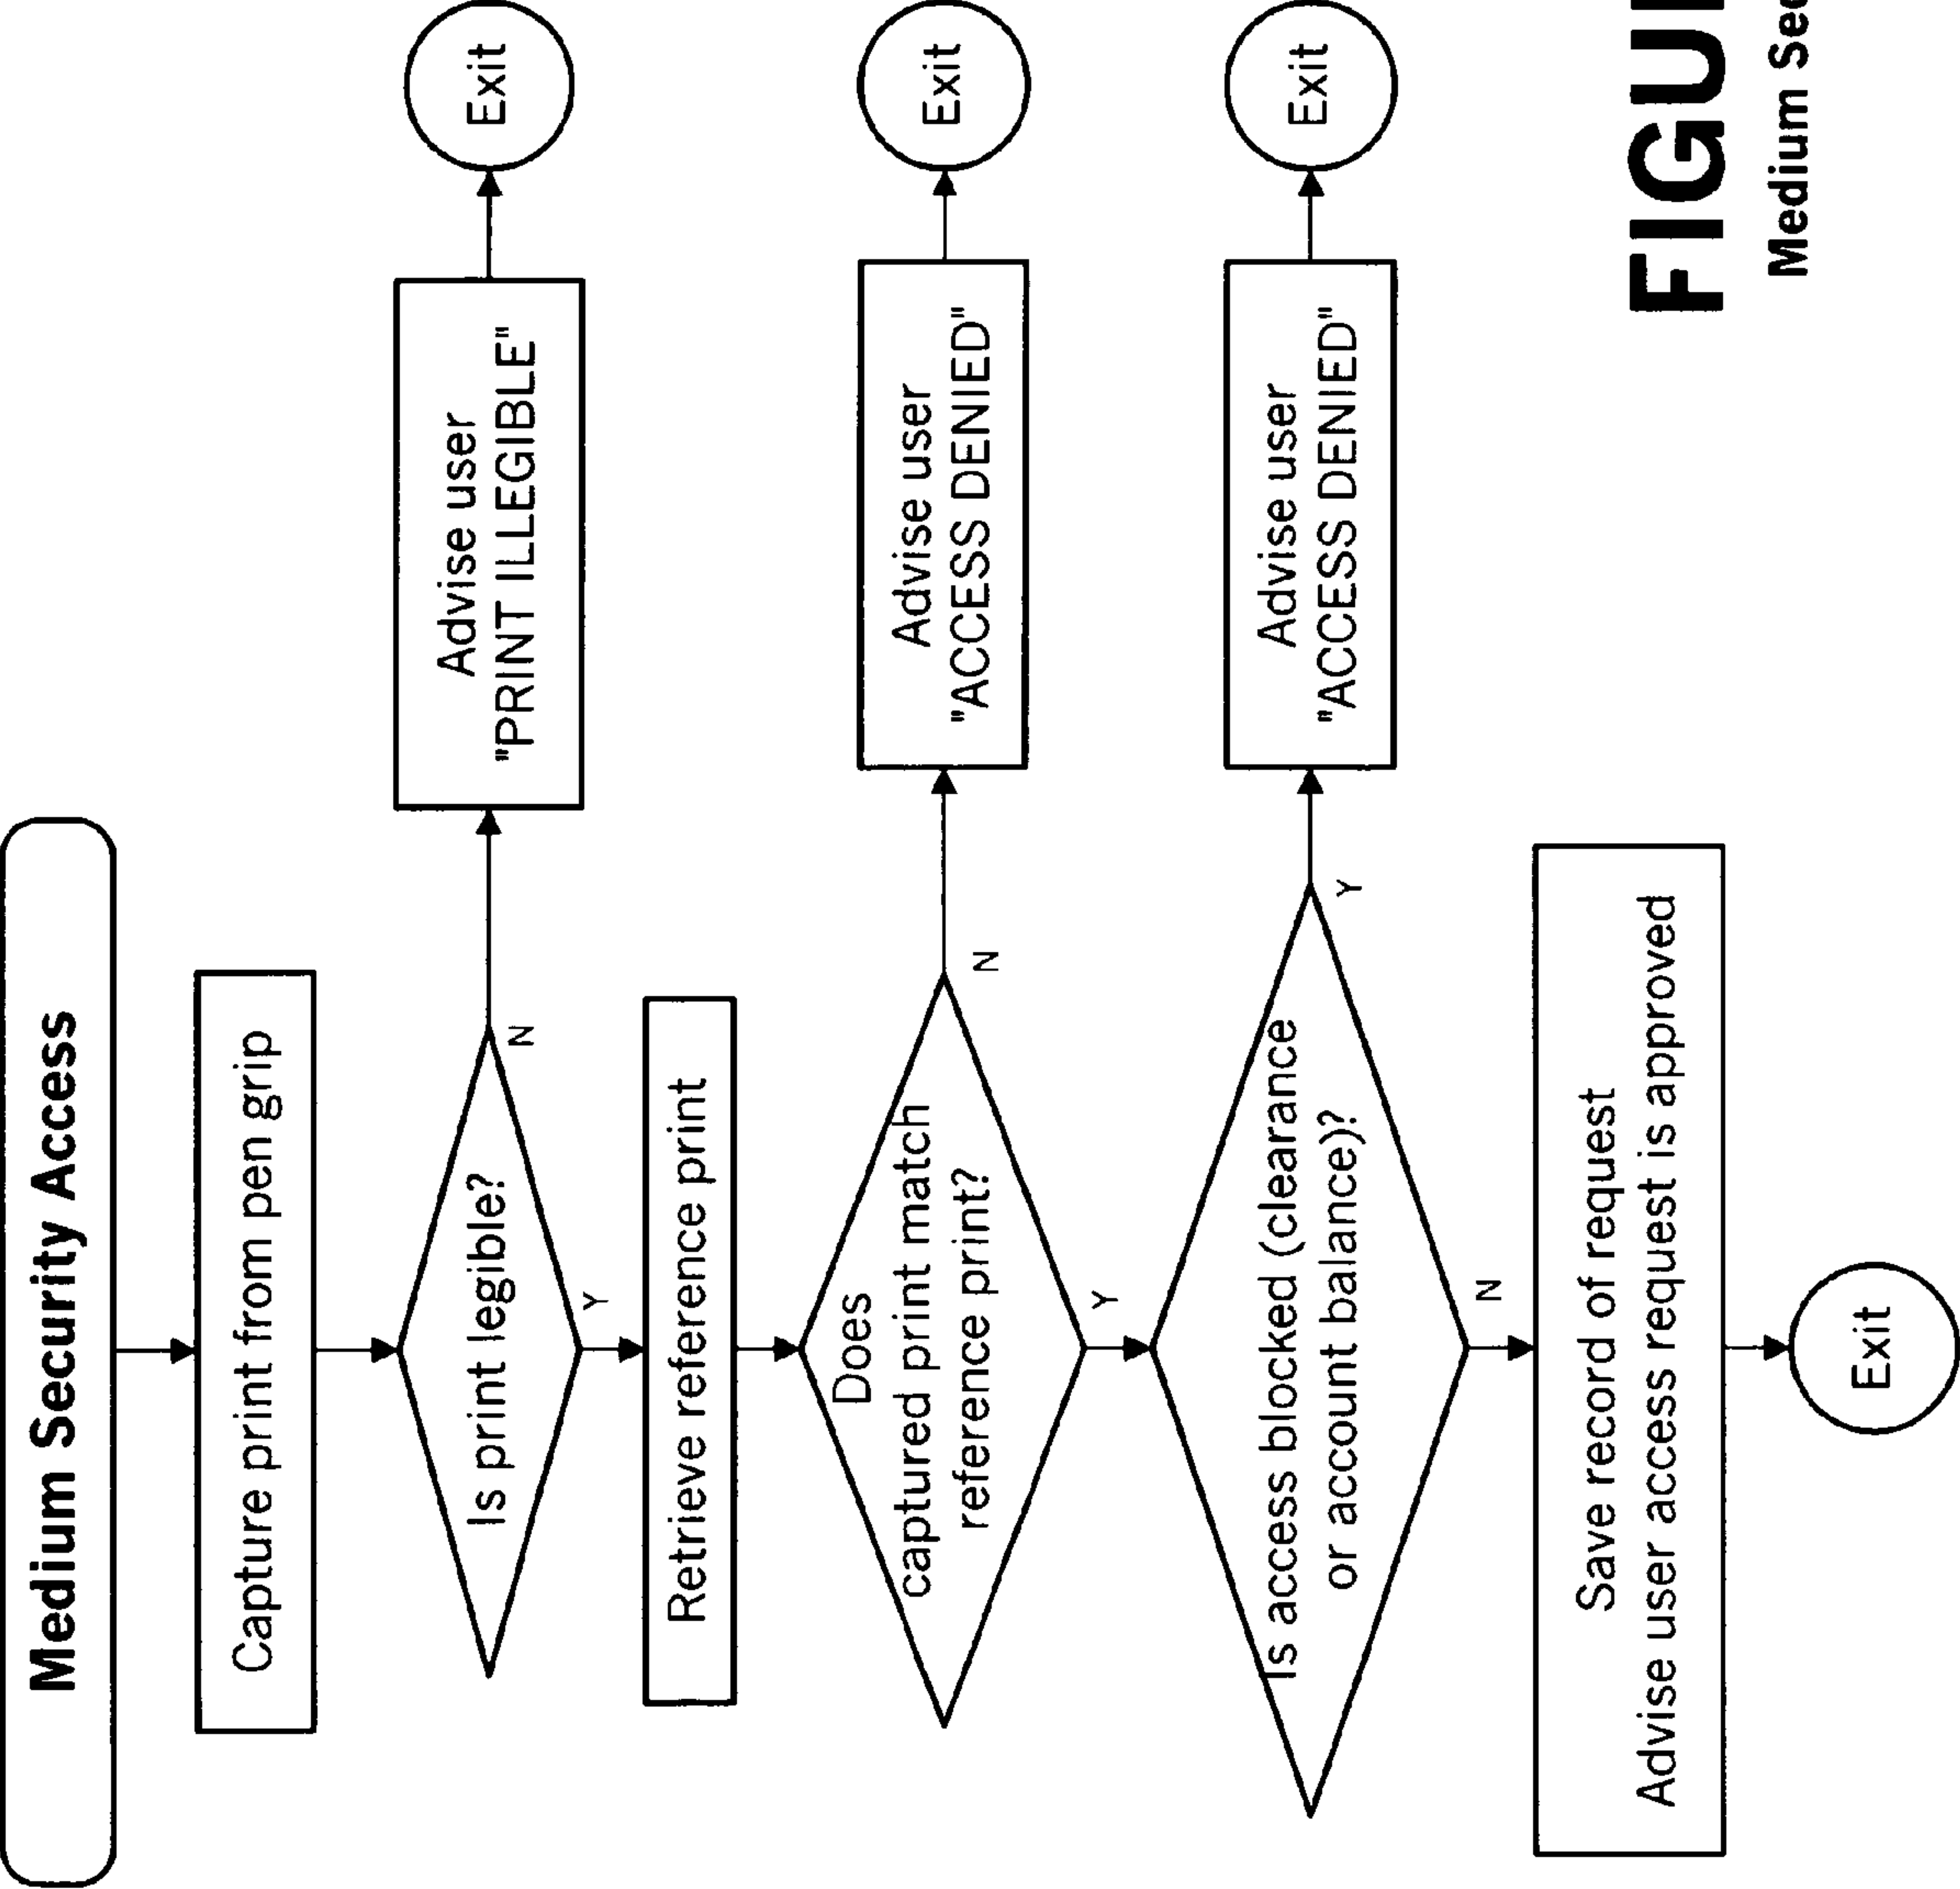 Medium Security Access
Capture print from pen grip
Is print legible?
N
Advise user
"PRINT ILLEGIBLE"
Exit
Y
Retrieve reference print
Does
captured print match
reference print?
N
Advise user
"ACCESS DENIED"
Exit
Y
Is access blocked (clearance
or account balance)?
Y
Advise user
"ACCESS DENIED"
Exit
N
Save record of request
Advise user access request is approved
Exit
Medium